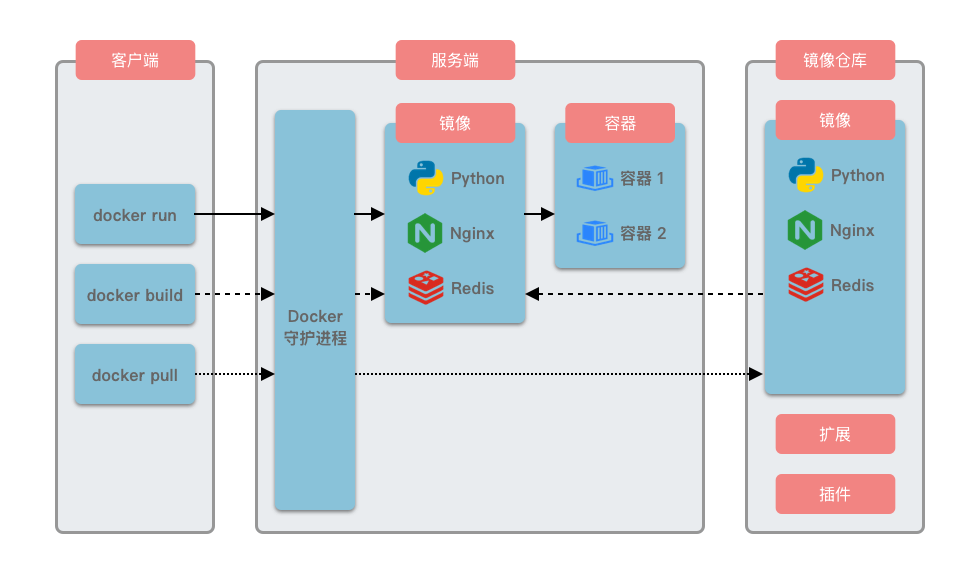 客户端
docker run
docker build
docker pull
服务端
Docker
守护进程
镜像
Python
Nginx
Redis
容器
容器 1
容器 2
镜像仓库
镜像
Python
Nginx
Redis
扩展
插件